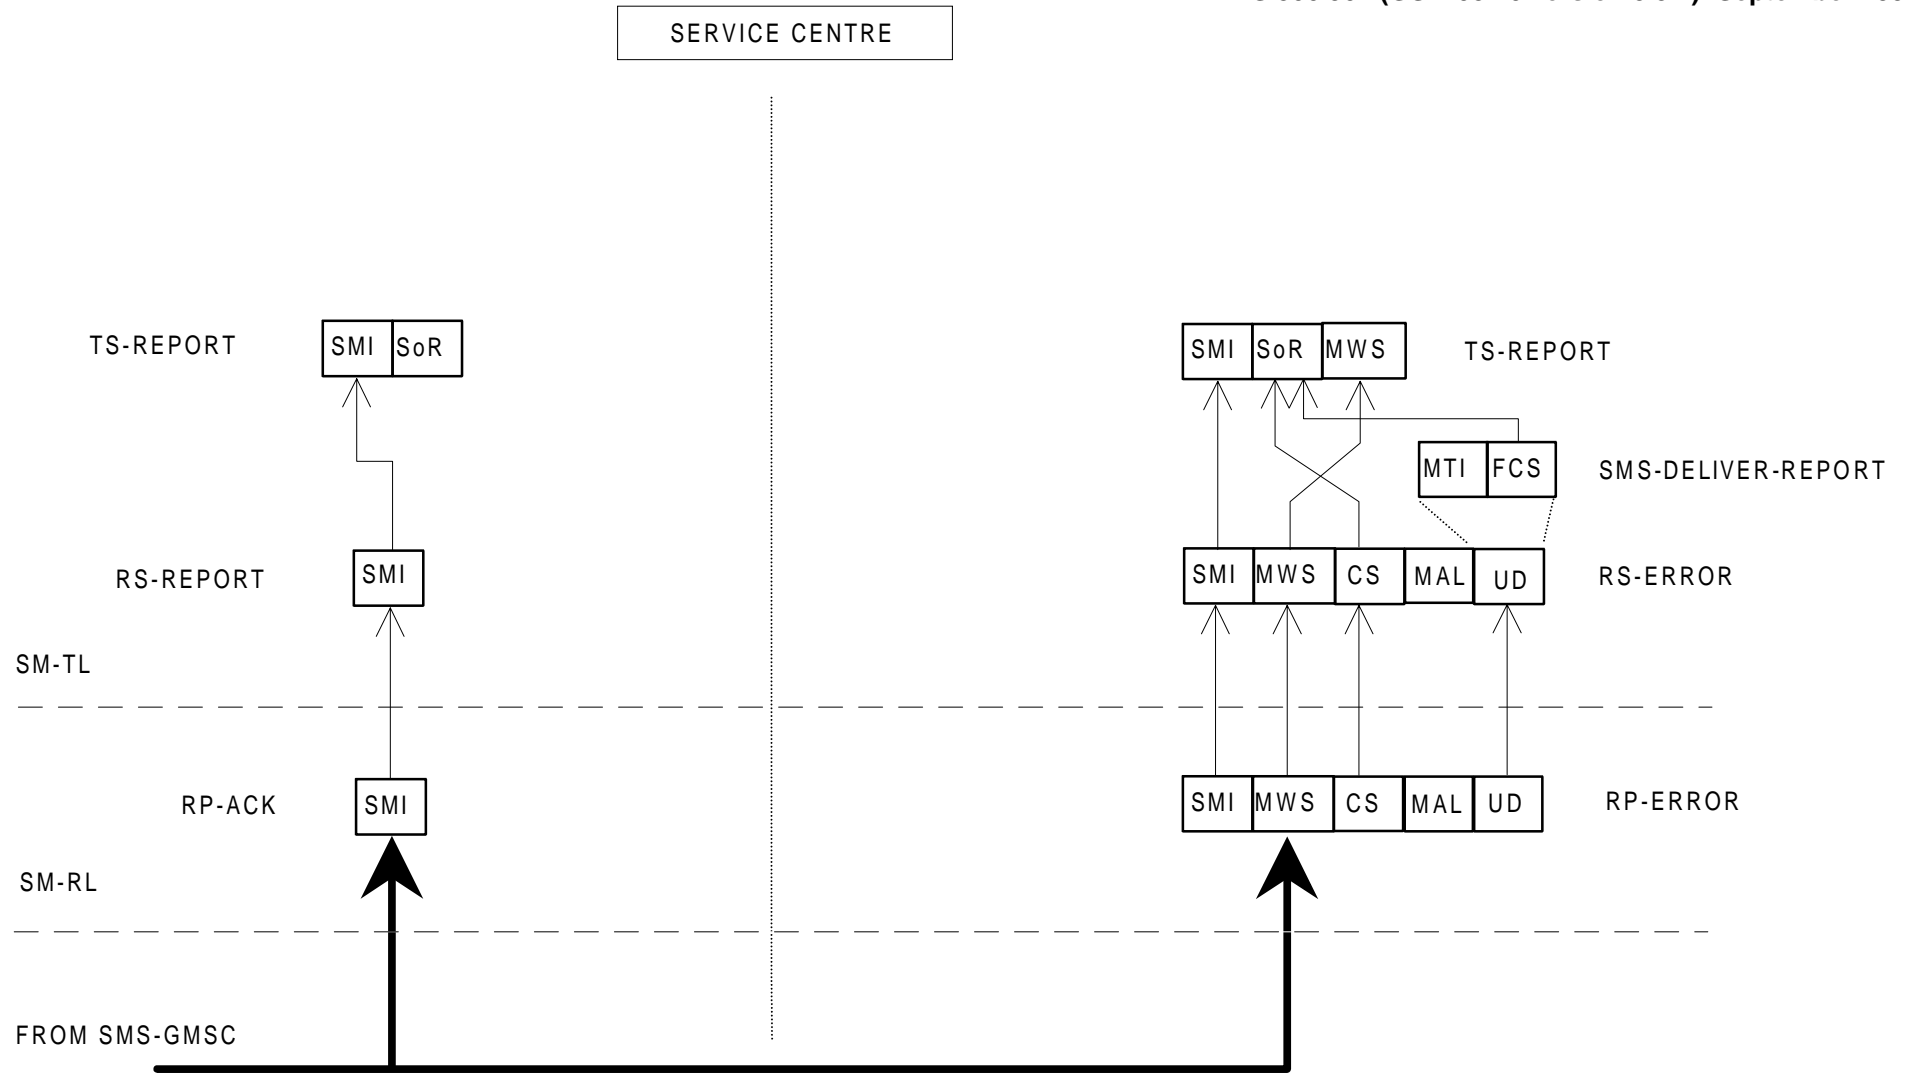 SERVICE CENTRE
TS-REPORT SMI SoR
SMI SoR MWS TS-REPORT
MTI FCS SMS-DELIVER-REPORT
RS-REPORT SMI
SMI MWS CS MAL UD RS-ERROR
SM-TL
RP-ACK SMI
SMI MWS CS MAL UD RP-ERROR
SM-RL
FROM SMS-GMSC